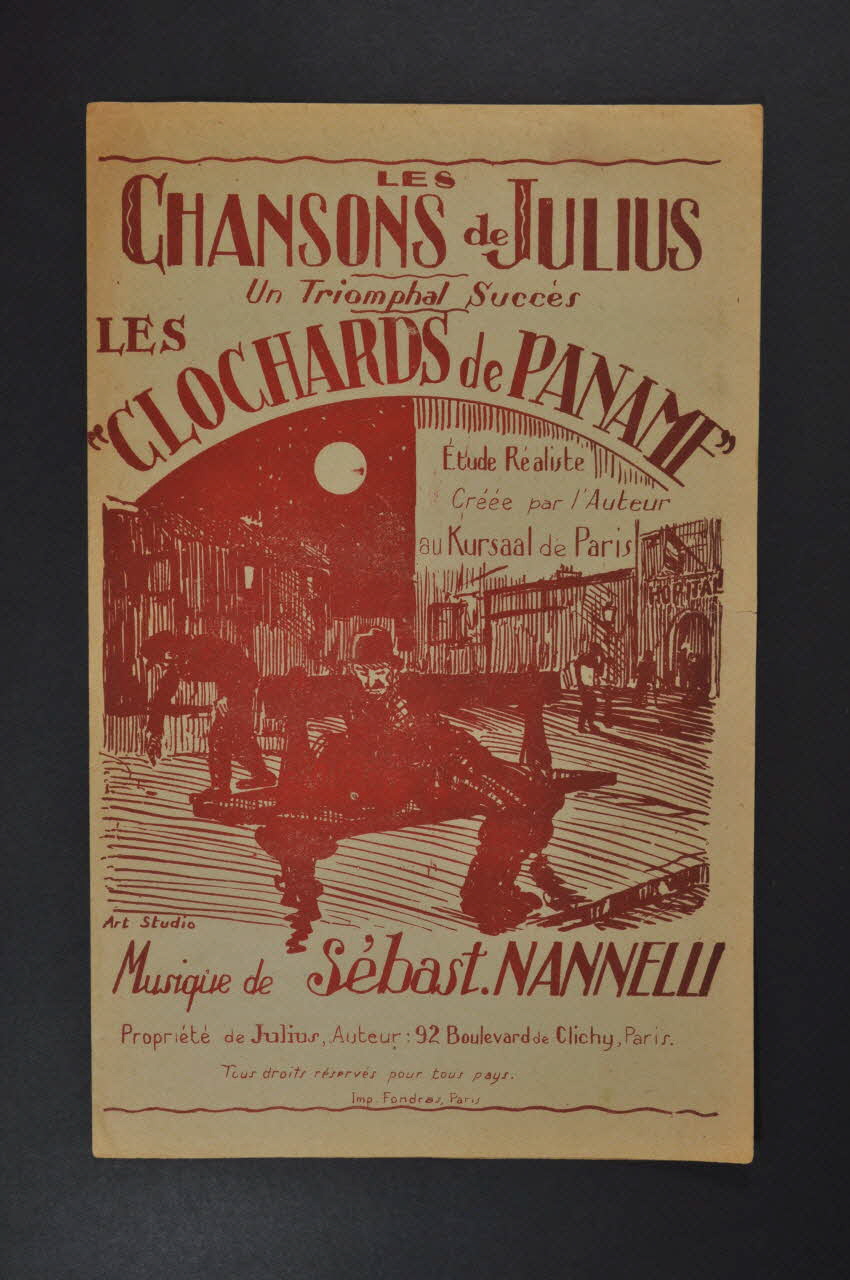 LES
CHANSONS de JULIUS
Un Triomphal Succès
LES
"CLOCHARDS de PANAME"
Étude Réaliste
Créée par l'Auteur
au Kursaal de Paris
HOPITAL
Art Studio
Musique de Sébast. NANNELLI
Propriété de Julius, Auteur: 92 Boulevard de Clichy, Paris.
Tous droits réservés pour tous pays.
Imp. Fondras, Paris